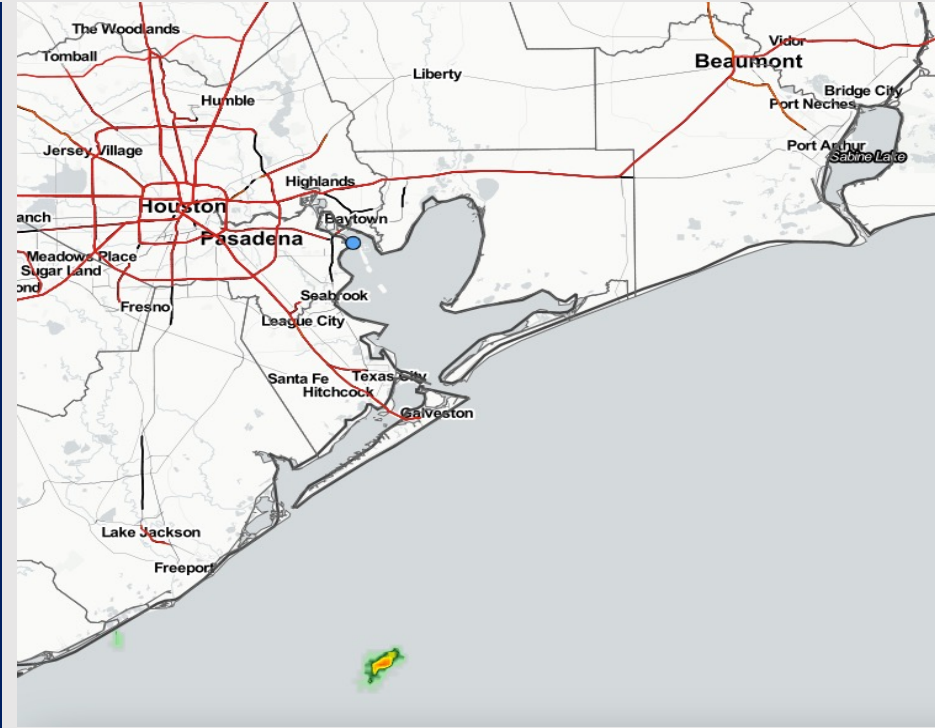 The Woodlands
Vidor
Tomball
Beaumont
Liberty
Bridge City
Humble
Port Neches
Port Arthur
Jersey Village
Sabine Lake
Highlands
Houston
anch
Baytown
Pasadena
Meadows Place
Sugar Land
ond
Seabrook
Fresno
League City
Santa Fe
Texas City
Hitchcock
Galveston
Lake Jackson
Freeport